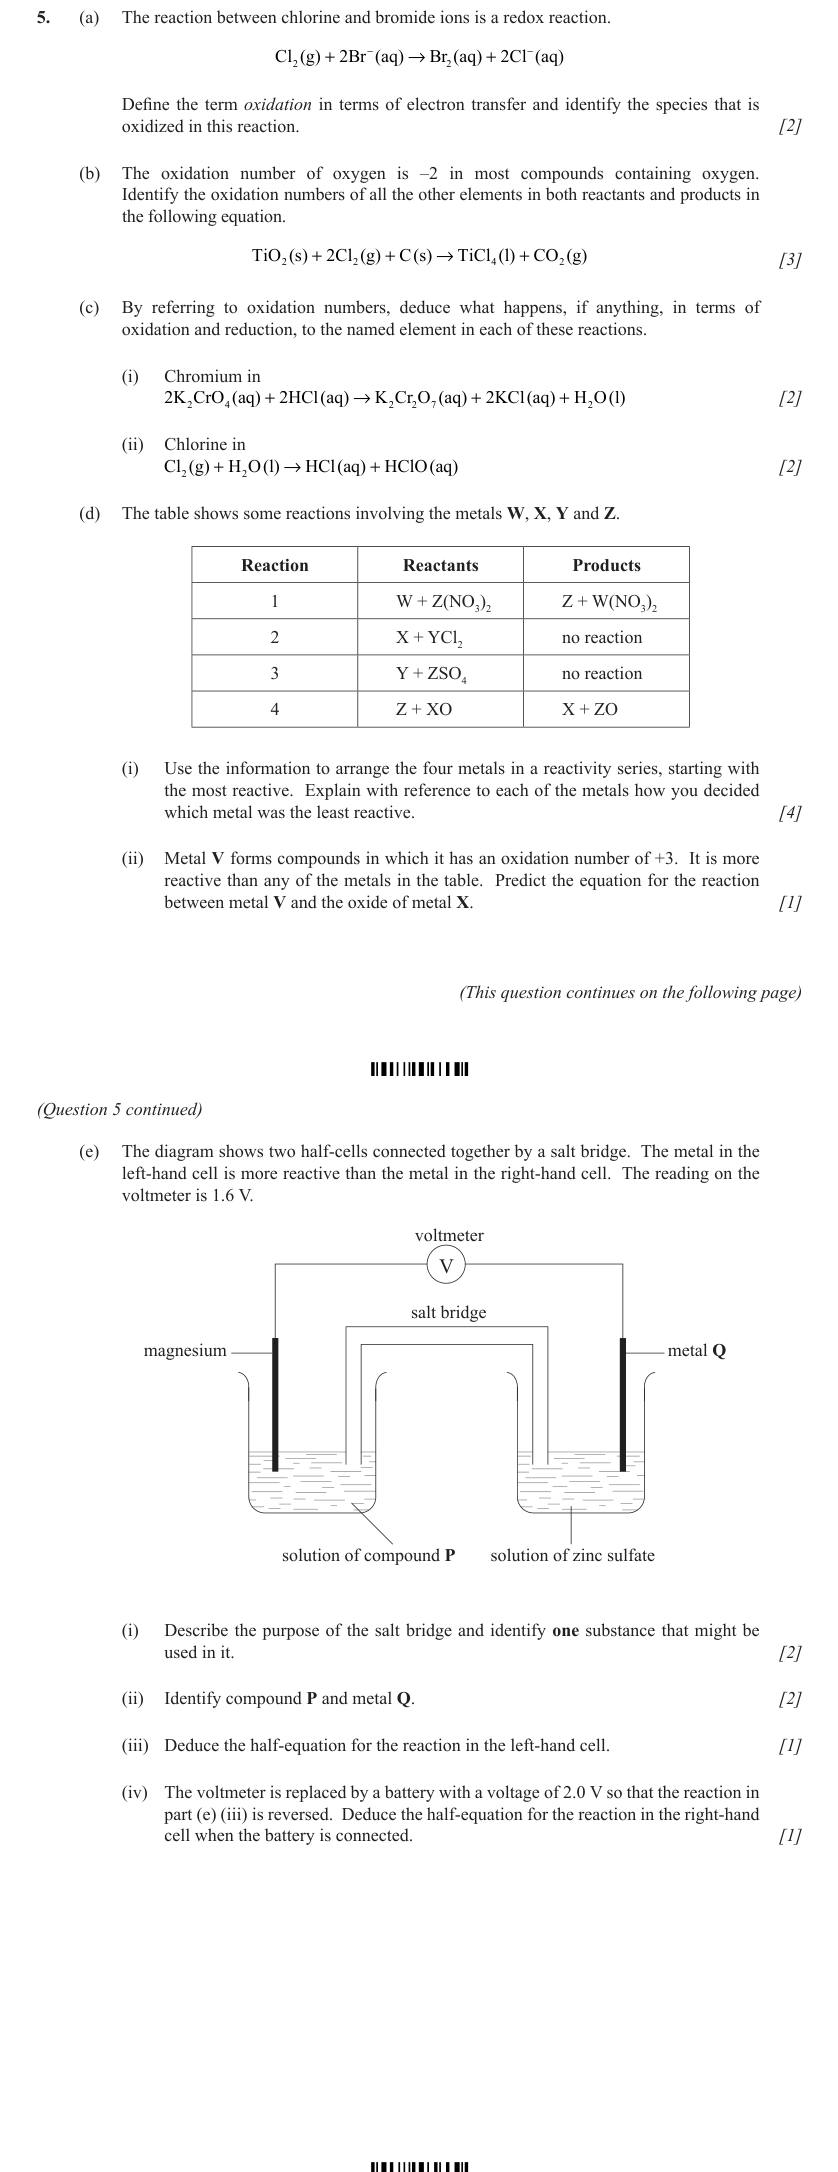 5. (a) The reaction between chlorine and bromide ions is a redox reaction.
Cl₂(g) + 2Br⁻(aq) → Br₂(aq) + 2Cl⁻(aq)
Define the term oxidation in terms of electron transfer and identify the species that is
oxidized in this reaction. [2]
(b) The oxidation number of oxygen is –2 in most compounds containing oxygen.
Identify the oxidation numbers of all the other elements in both reactants and products in
the following equation.
TiO₂(s) + 2Cl₂(g) + C(s) → TiCl₄(l) + CO₂(g) [3]
(c) By referring to oxidation numbers, deduce what happens, if anything, in terms of
oxidation and reduction, to the named element in each of these reactions.
(i) Chromium in
2K₂CrO₄(aq) + 2HCl(aq) → K₂Cr₂O₇(aq) + 2KCl(aq) + H₂O(l) [2]
(ii) Chlorine in
Cl₂(g) + H₂O(l) → HCl(aq) + HClO(aq) [2]
(d) The table shows some reactions involving the metals W, X, Y and Z.
Reaction Reactants Products
1 W + Z(NO₃)₂ Z + W(NO₃)₂
2 X + YCl₂ no reaction
3 Y + ZSO₄ no reaction
4 Z + XO X + ZO
(i) Use the information to arrange the four metals in a reactivity series, starting with
the most reactive. Explain with reference to each of the metals how you decided
which metal was the least reactive. [4]
(ii) Metal V forms compounds in which it has an oxidation number of +3. It is more
reactive than any of the metals in the table. Predict the equation for the reaction
between metal V and the oxide of metal X. [1]
(This question continues on the following page)
(Question 5 continued)
(e) The diagram shows two half-cells connected together by a salt bridge. The metal in the
left-hand cell is more reactive than the metal in the right-hand cell. The reading on the
voltmeter is 1.6 V.
voltmeter
V
salt bridge
magnesium
metal Q
solution of compound P
solution of zinc sulfate
(i) Describe the purpose of the salt bridge and identify one substance that might be
used in it. [2]
(ii) Identify compound P and metal Q. [2]
(iii) Deduce the half-equation for the reaction in the left-hand cell. [1]
(iv) The voltmeter is replaced by a battery with a voltage of 2.0 V so that the reaction in
part (e) (iii) is reversed. Deduce the half-equation for the reaction in the right-hand
cell when the battery is connected. [1]